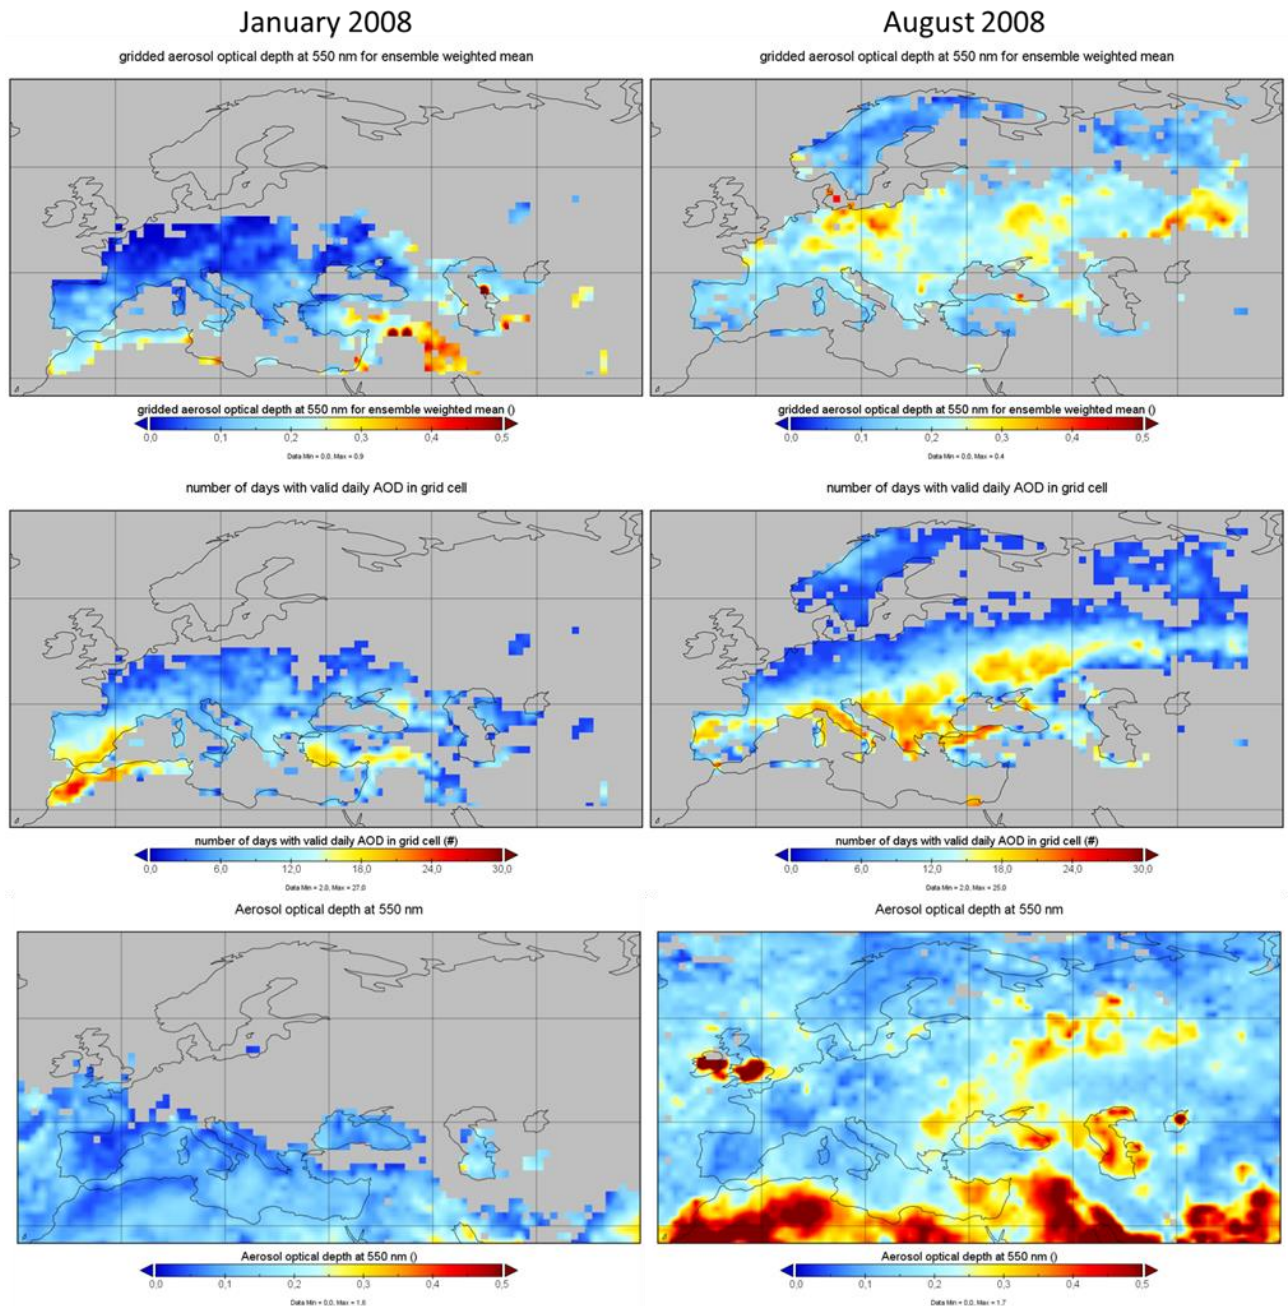 January 2008
August 2008
gridded aerosol optical depth at 550 nm for ensemble weighted mean
gridded aerosol optical depth at 550 nm for ensemble weighted mean
gridded aerosol optical depth at 550 nm for ensemble weighted mean ()
gridded aerosol optical depth at 550 nm for ensemble weighted mean ()
0,0 0,1 0,2 0,3 0,4 0,5
0,0 0,1 0,2 0,3 0,4 0,5
Data Min = 0.0, Max = 0.9
Data Min = 0.0, Max = 0.4
number of days with valid daily AOD in grid cell
number of days with valid daily AOD in grid cell
number of days with valid daily AOD in grid cell (#)
number of days with valid daily AOD in grid cell (#)
0,0 6,0 12,0 18,0 24,0 30,0
0,0 6,0 12,0 18,0 24,0 30,0
Data Min = 2.0, Max = 27.0
Data Min = 2.0, Max = 25.0
Aerosol optical depth at 550 nm
Aerosol optical depth at 550 nm
Aerosol optical depth at 550 nm ()
Aerosol optical depth at 550 nm ()
0,0 0,1 0,2 0,3 0,4 0,5
0,0 0,1 0,2 0,3 0,4 0,5
Data Min = 0.0, Max = 1.6
Data Min = 0.0, Max = 1.7